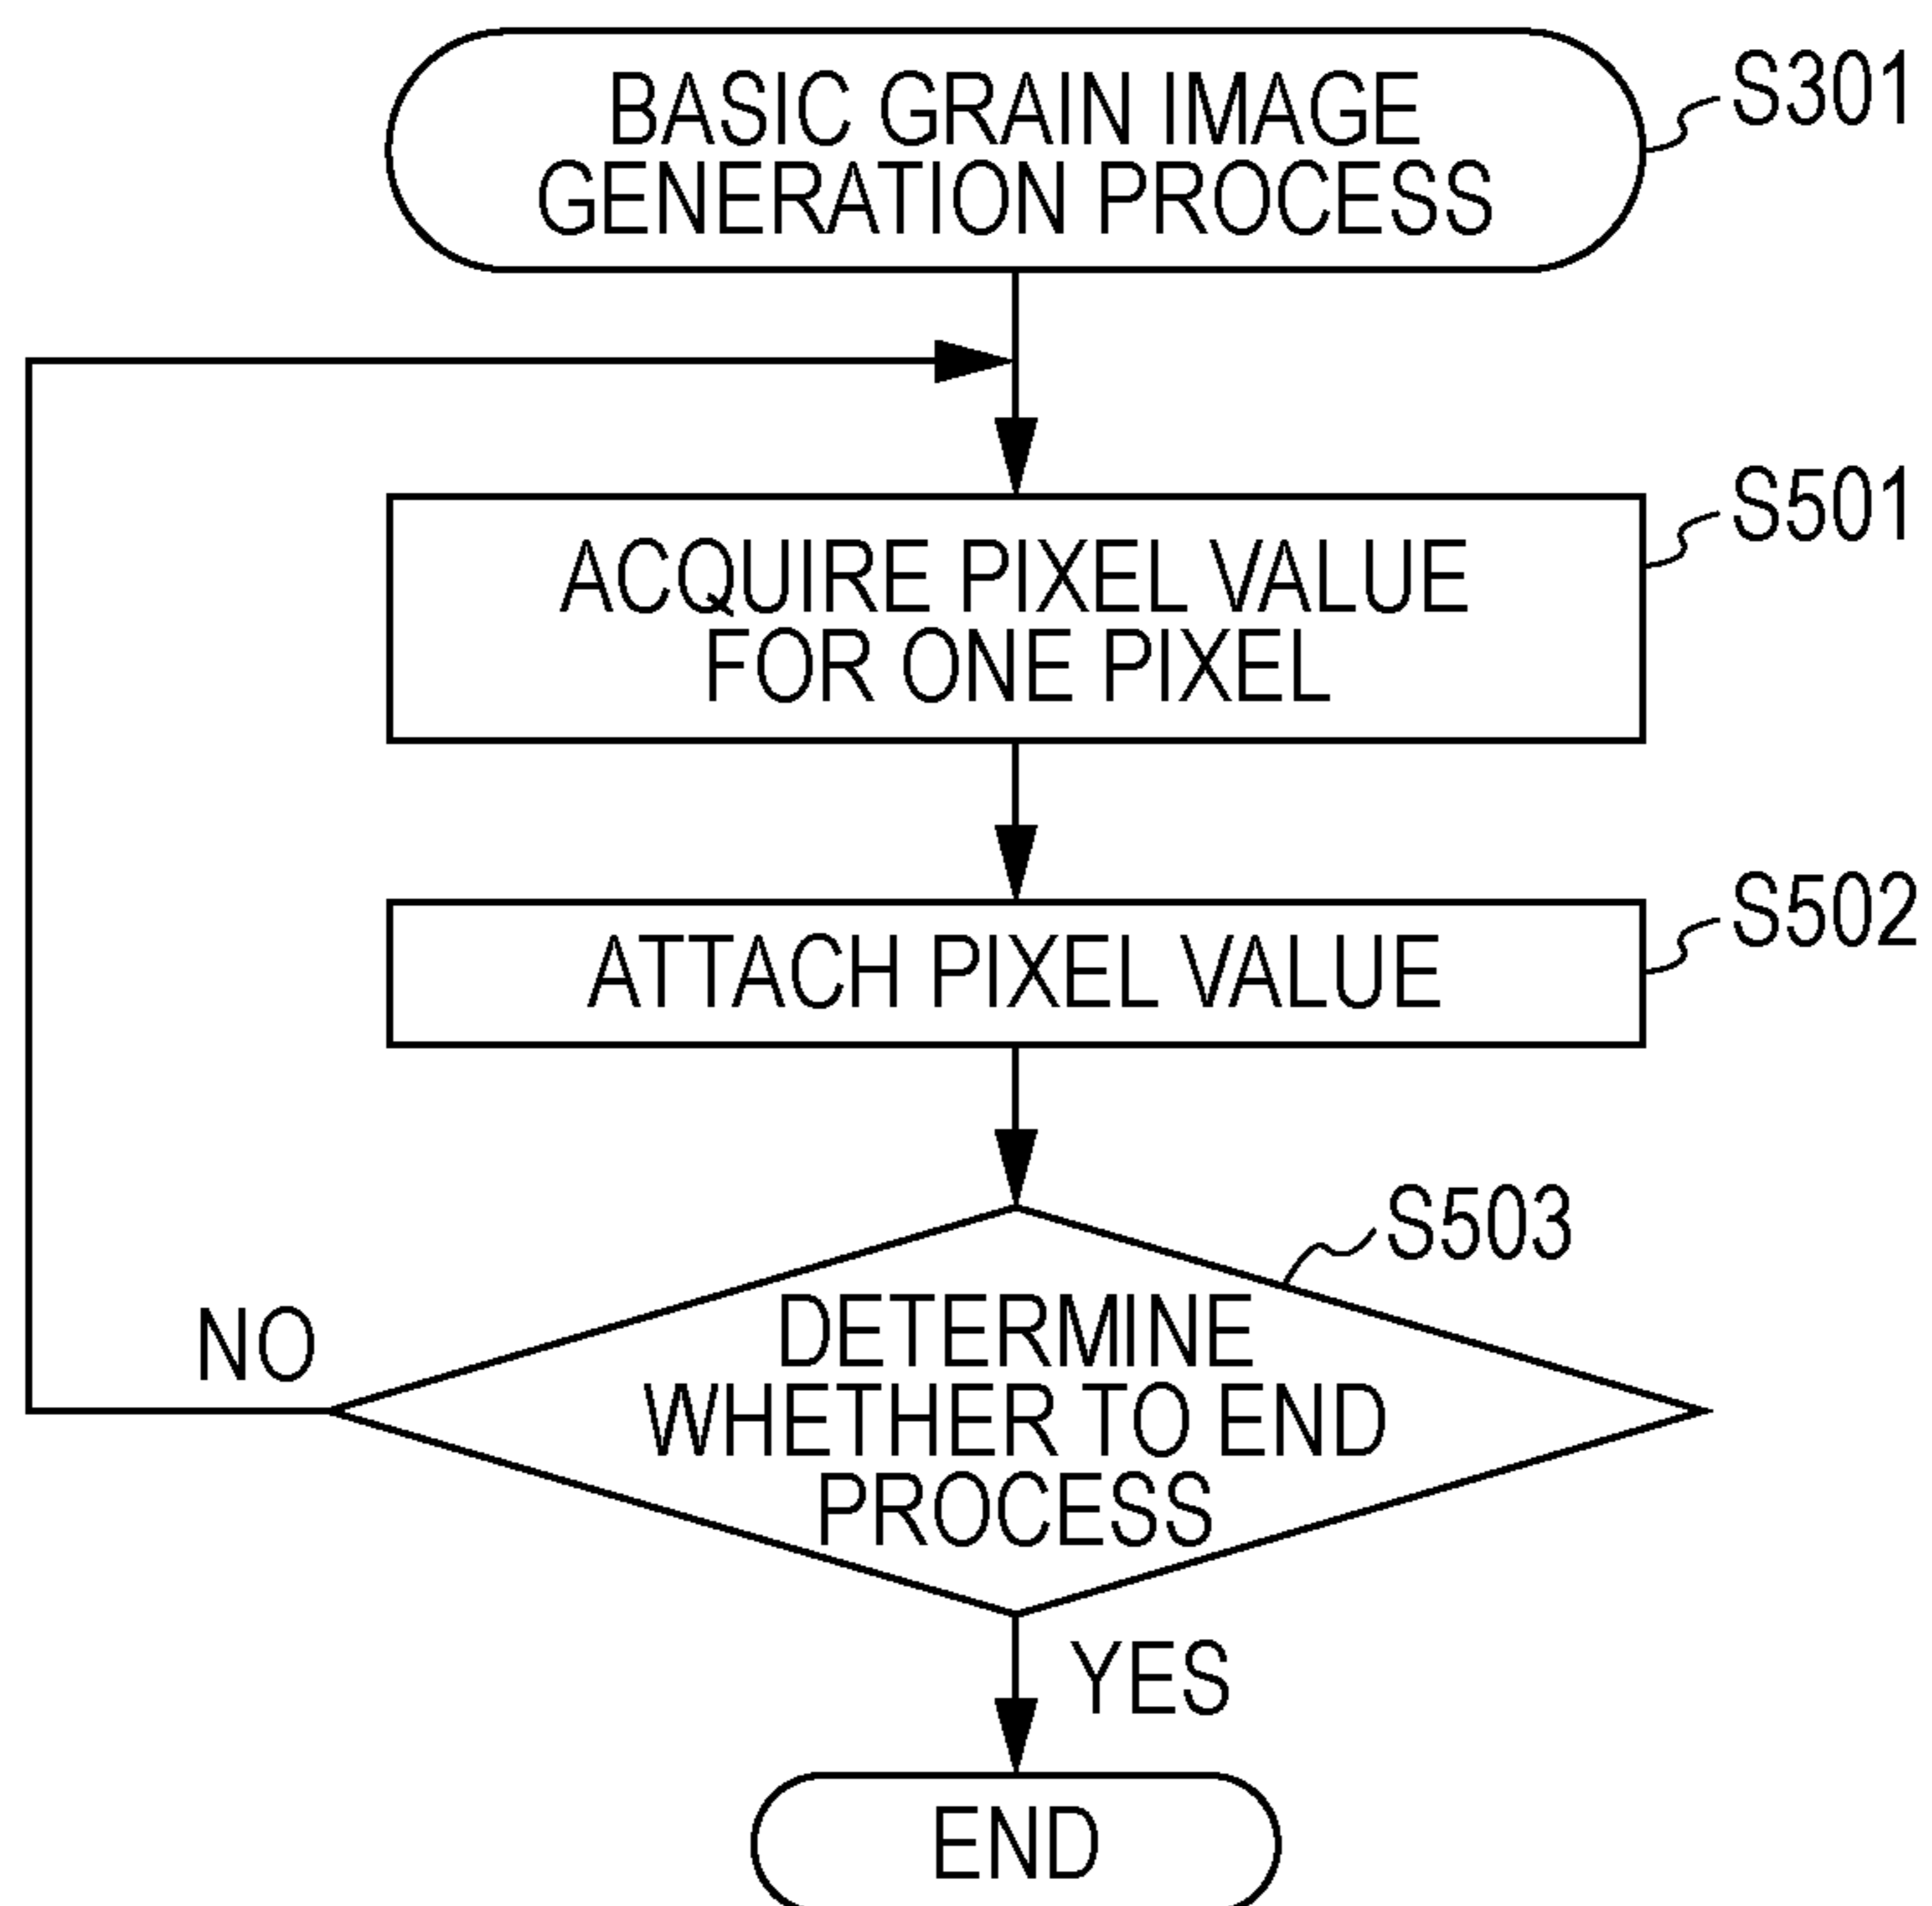 BASIC GRAIN IMAGE
GENERATION PROCESS
S301
ACQUIRE PIXEL VALUE
FOR ONE PIXEL
S501
ATTACH PIXEL VALUE
S502
S503
DETERMINE
WHETHER TO END
PROCESS
NO
YES
END